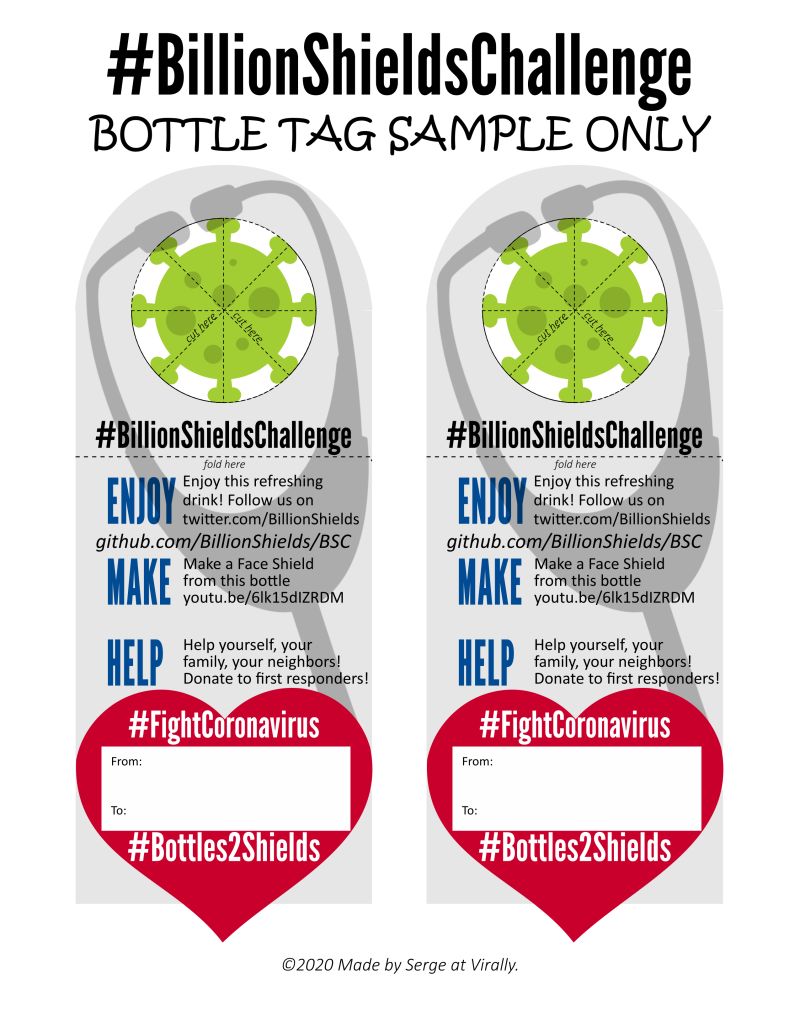 #BillionShieldsChallenge
BOTTLE TAG SAMPLE ONLY
cut here
cut here
#BillionShieldsChallenge
fold here
ENJOY
Enjoy this refreshing
drink! Follow us on
twitter.com/BillionShields
github.com/BillionShields/BSC
MAKE
Make a Face Shield
from this bottle
youtu.be/6lk15dIZRDM
HELP
Help yourself, your
family, your neighbors!
Donate to first responders!
#FightCoronavirus
From:
To:
#Bottles2Shields
cut here
cut here
#BillionShieldsChallenge
fold here
ENJOY
Enjoy this refreshing
drink! Follow us on
twitter.com/BillionShields
github.com/BillionShields/BSC
MAKE
Make a Face Shield
from this bottle
youtu.be/6lk15dIZRDM
HELP
Help yourself, your
family, your neighbors!
Donate to first responders!
#FightCoronavirus
From:
To:
#Bottles2Shields
©2020 Made by Serge at Virally.